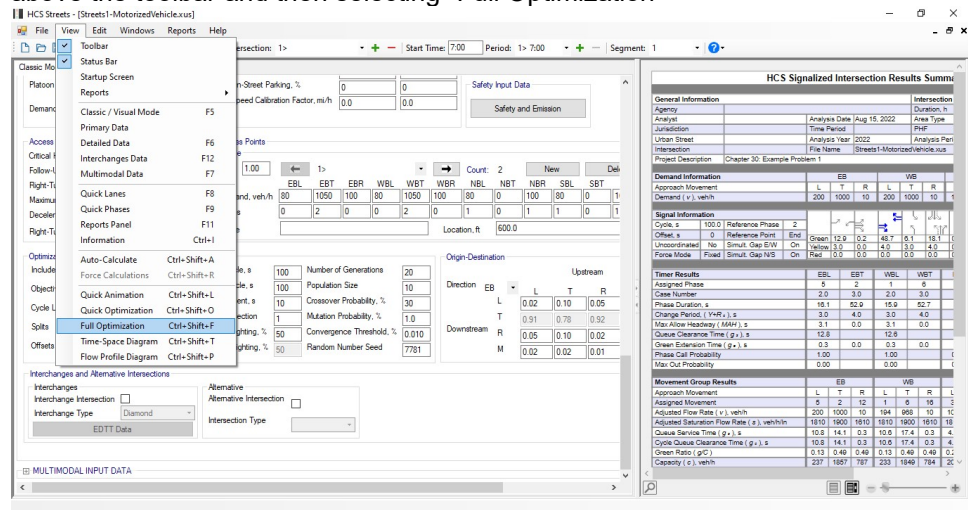 above the toolbar and then selecting "Full Optimization"
HCS Streets - [Streets1-MotorizedVehicle.xus]
File View Edit Windows Reports Help
ersection: 1> Start Time: 7:00 Period: 1> 7:00 Segment: 1
Toolbar
Status Bar
Startup Screen
Reports
Classic / Visual Mode F5
Primary Data
Detailed Data F6
Interchanges Data F12
Multimodal Data F7
Quick Lanes F8
Quick Phases F9
Reports Panel F11
Information Ctrl+I
Auto-Calculate Ctrl+Shift+A
Force Calculations Ctrl+Shift+R
Quick Animation Ctrl+Shift+L
Quick Optimization Ctrl+Shift+O
Full Optimization Ctrl+Shift+F
Time-Space Diagram Ctrl+Shift+T
Flow Profile Diagram Ctrl+Shift+P
Classic Mo
Platoon
n-Street Parking, % 0 0
Safety Input Data
Demand
peed Calibration Factor, mi/h 0.0 0.0
Safety and Emission
Access
ss Points
Critical H
1.00 1> Count: 2 New Del
Follow-U
EBL EBT EBR WBL WBT WBR NBL NBT NBR SBL SBT
Right-Tu
Maximu
and, veh/h 80 1050 100 80 1050 100 80 0 100 80 0
Deceler
s 0 2 0 0 2 0 1 0 1 1 0
Right-Tu
Location, ft 600.0
Optimiza
Origin-Destination
Include
le, s 100 Number of Generations 20
Upstream
Objecti
cle, s 100 Population Size 10
Direction EB L T R
Cycle L
ent, s 10 Crossover Probability, % 30
L 0.02 0.10 0.05
Splits
ection 1 Mutation Probability, % 1.0
T 0.91 0.78 0.92
ghting, % 50 Convergence Threshold, % 0.010
Downstream R 0.05 0.10 0.02
Offsets
ghting, % 50 Random Number Seed 7781
M 0.02 0.02 0.01
Interchanges and Alternative Intersections
Interchanges
Interchange Intersection
Interchange Type Diamond
EDTT Data
Alternative
Alternative Intersection
Intersection Type
MULTIMODAL INPUT DATA
HCS Signalized Intersection Results Summa
General Information Intersection
Agency Duration, h
Analyst Analysis Date Aug 15, 2022 Area Type
Jurisdiction Time Period PHF
Urban Street Analysis Year 2022 Analysis Peri
Intersection File Name Streets1-MotorizedVehicle.xus
Project Description Chapter 30: Example Problem 1
Demand Information EB WB
Approach Movement L T R L T R
Demand ( v ), veh/h 200 1000 10 200 1000 10
Signal Information
Cycle, s 100.0 Reference Phase 2
Offset, s 0 Reference Point End
Green 12.9 0.2 48.7 6.1 18.1
Uncoordinated No Simult. Gap E/W On
Yellow 3.0 0.0 4.0 3.0 4.0
Force Mode Fixed Simult. Gap N/S On
Red 0.0 0.0 0.0 0.0 0.0
Timer Results EBL EBT WBL WBT
Assigned Phase 5 2 1 6
Case Number 2.0 3.0 2.0 3.0
Phase Duration, s 16.1 52.9 15.9 52.7
Change Period, ( Y+R c ), s 3.0 4.0 3.0 4.0
Max Allow Headway ( MAH ), s 3.1 0.0 3.1 0.0
Queue Clearance Time ( g s ), s 12.8 12.6
Green Extension Time ( g e ), s 0.3 0.0 0.3 0.0
Phase Call Probability 1.00 1.00
Max Out Probability 0.00 0.00
Movement Group Results EB WB
Approach Movement L T R L T R L
Assigned Movement 5 2 12 1 6 16 3
Adjusted Flow Rate ( v ), veh/h 200 1000 10 194 968 10
Adjusted Saturation Flow Rate ( s ), veh/h/ln 1810 1900 1610 1810 1900 1610 18
Queue Service Time ( g s ), s 10.8 14.1 0.3 10.6 17.4 0.3 4.
Cycle Queue Clearance Time ( g c ), s 10.8 14.1 0.3 10.6 17.4 0.3 4.
Green Ratio ( g/C ) 0.13 0.49 0.49 0.13 0.49 0.49
Capacity ( c ), veh/h 237 1857 787 233 1849 784